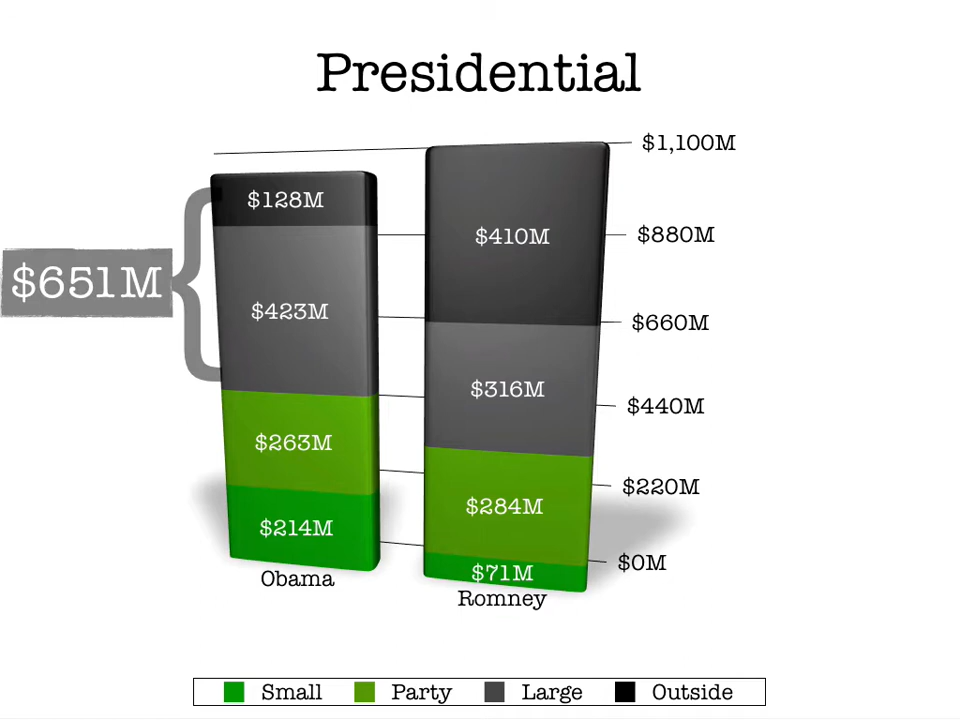 Presidential
$1,100M
$128M
$410M
$880M
$651M
$423M
$660M
$316M
$440M
$263M
$284M
$220M
$214M
$0M
$71M
Obama
Romney
Small Party Large Outside